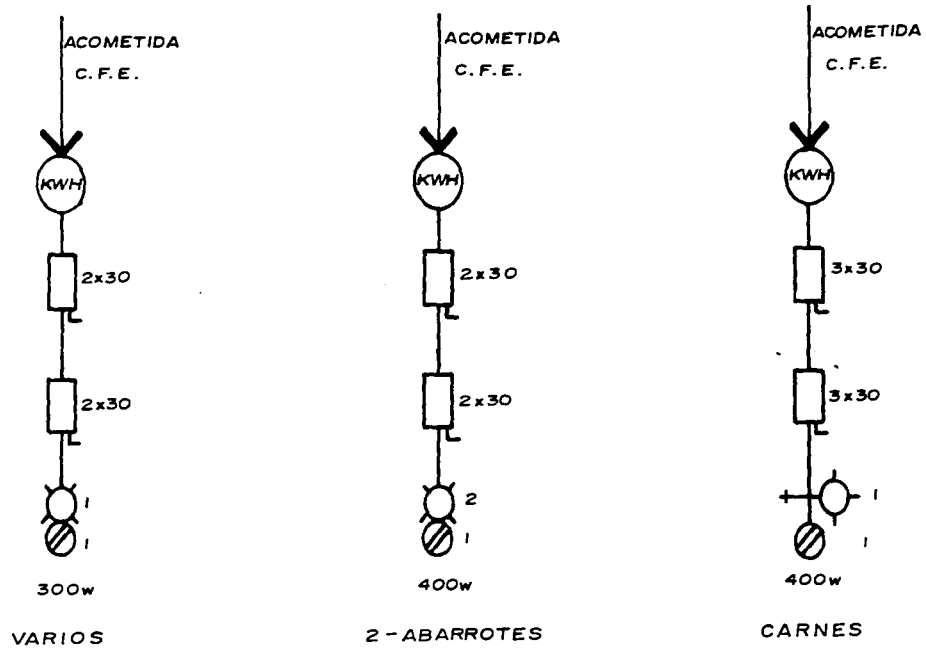 ACOMETIDA
C.F.E.
KWH
2x30
2x30
1
1
300w
VARIOS
ACOMETIDA
C.F.E.
KWH
2x30
2x30
2
1
400w
2-ABARROTES
ACOMETIDA
C.F.E.
KWH
3x30
3x30
1
1
400w
CARNES